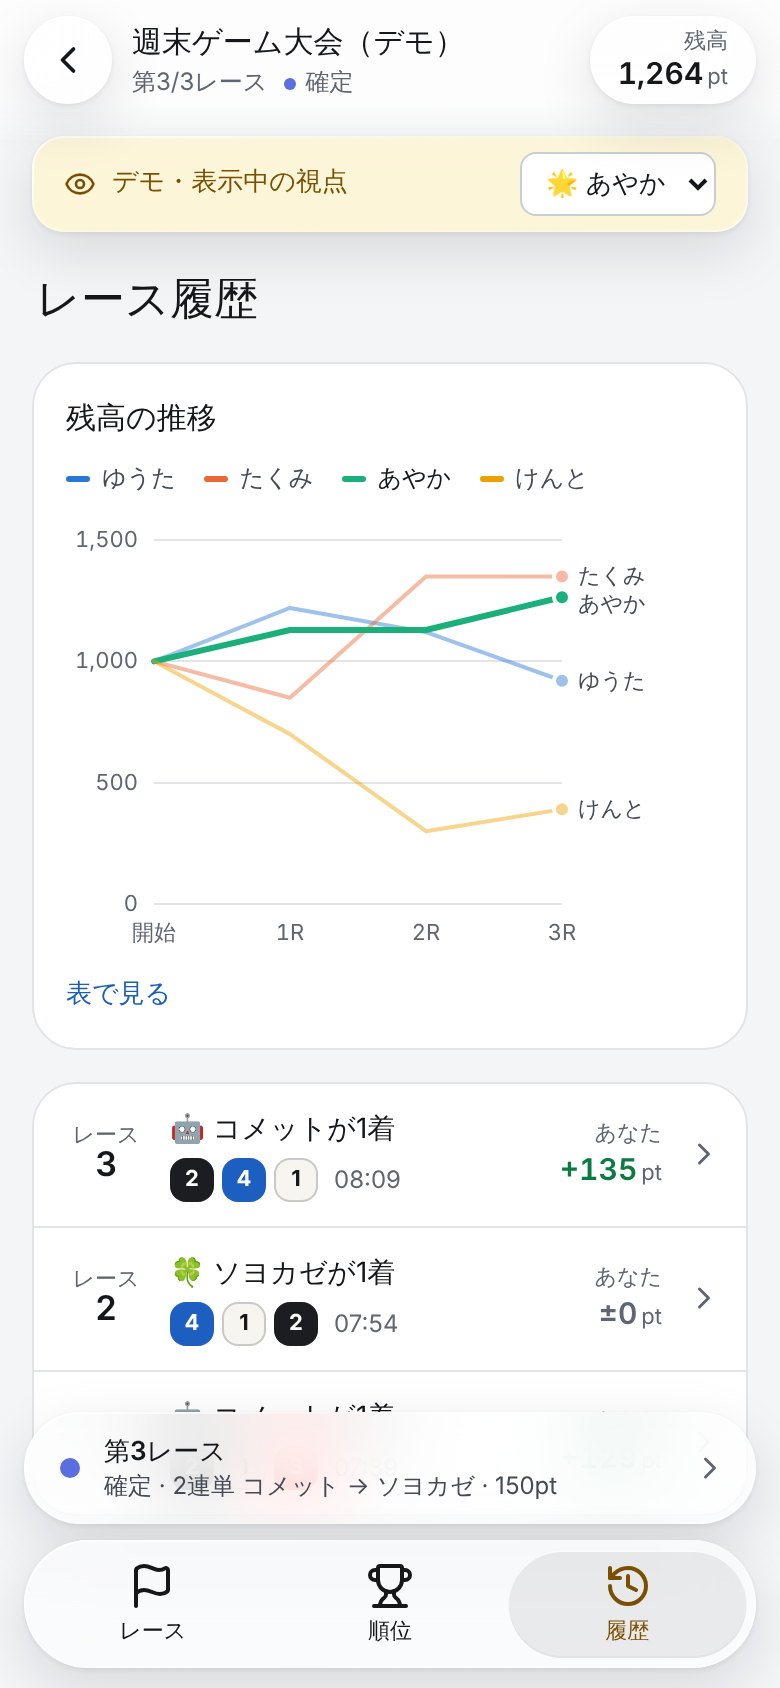 週末ゲーム大会（デモ）
第3/3レース 確定
残高
1,264 pt
デモ・表示中の視点
🌟 あやか
レース履歴
残高の推移
ゆうた たくみ あやか けんと
1,500
1,000
500
0
たくみ
あやか
ゆうた
けんと
開始 1R 2R 3R
表で見る
レース
3
🤖 コメットが1着
2 4 1 08:09
あなた
+135 pt
レース
2
🍀 ソヨカゼが1着
4 1 2 07:54
あなた
±0 pt
第3レース
確定 · 2連単 コメット → ソヨカゼ · 150pt
レース 順位 履歴